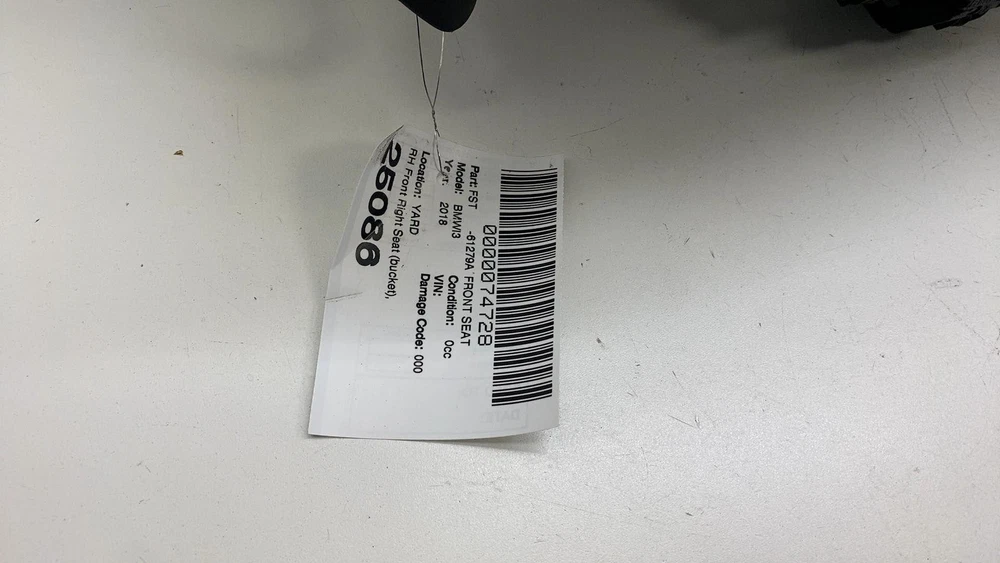 0000074728
Part: FST -61279A FRONT SEAT
Model: BMWI3 Condition: 0cc
Year: 2018 VIN:
Location: YARD Damage Code: 000
RH Front Right Seat (bucket),
25086